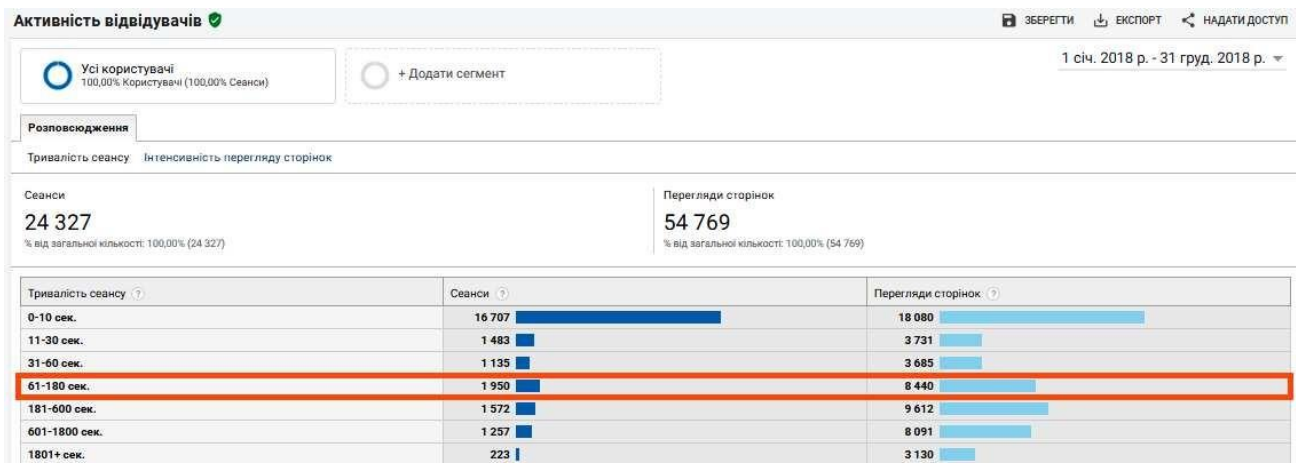 Активність відвідувачів
ЗБЕРЕГТИ ЕКСПОРТ НАДАТИ ДОСТУП
Усі користувачі
100,00% Користувачі (100,00% Сеанси)
+ Додати сегмент
1 січ. 2018 р. - 31 груд. 2018 р.
Розповсюдження
Тривалість сеансу Інтенсивність перегляду сторінок
Сеанси
24 327
% від загальної кількості: 100,00% (24 327)
Перегляди сторінок
54 769
% від загальної кількості: 100,00% (54 769)
Тривалість сеансу ? Сеанси ? Перегляди сторінок ?
0-10 сек. 16 707 18 080
11-30 сек. 1 483 3 731
31-60 сек. 1 135 3 685
61-180 сек. 1 950 8 440
181-600 сек. 1 572 9 612
601-1800 сек. 1 257 8 091
1801+ сек. 223 3 130